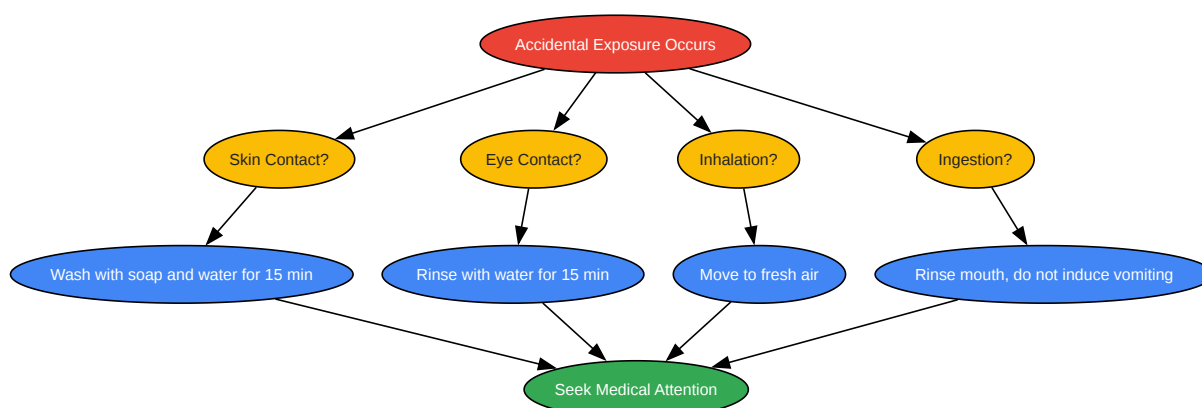 Accidental Exposure Occurs
Skin Contact?
Eye Contact?
Inhalation?
Ingestion?
Wash with soap and water for 15 min
Rinse with water for 15 min
Move to fresh air
Rinse mouth, do not induce vomiting
Seek Medical Attention